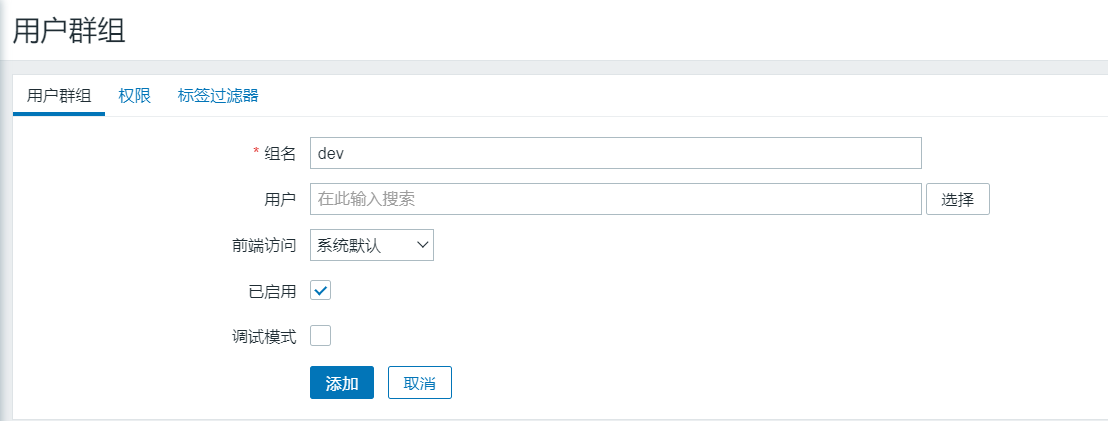 用户群组
用户群组 权限 标签过滤器
* 组名 dev
用户 在此输入搜索 选择
前端访问 系统默认
已启用
调试模式
添加 取消